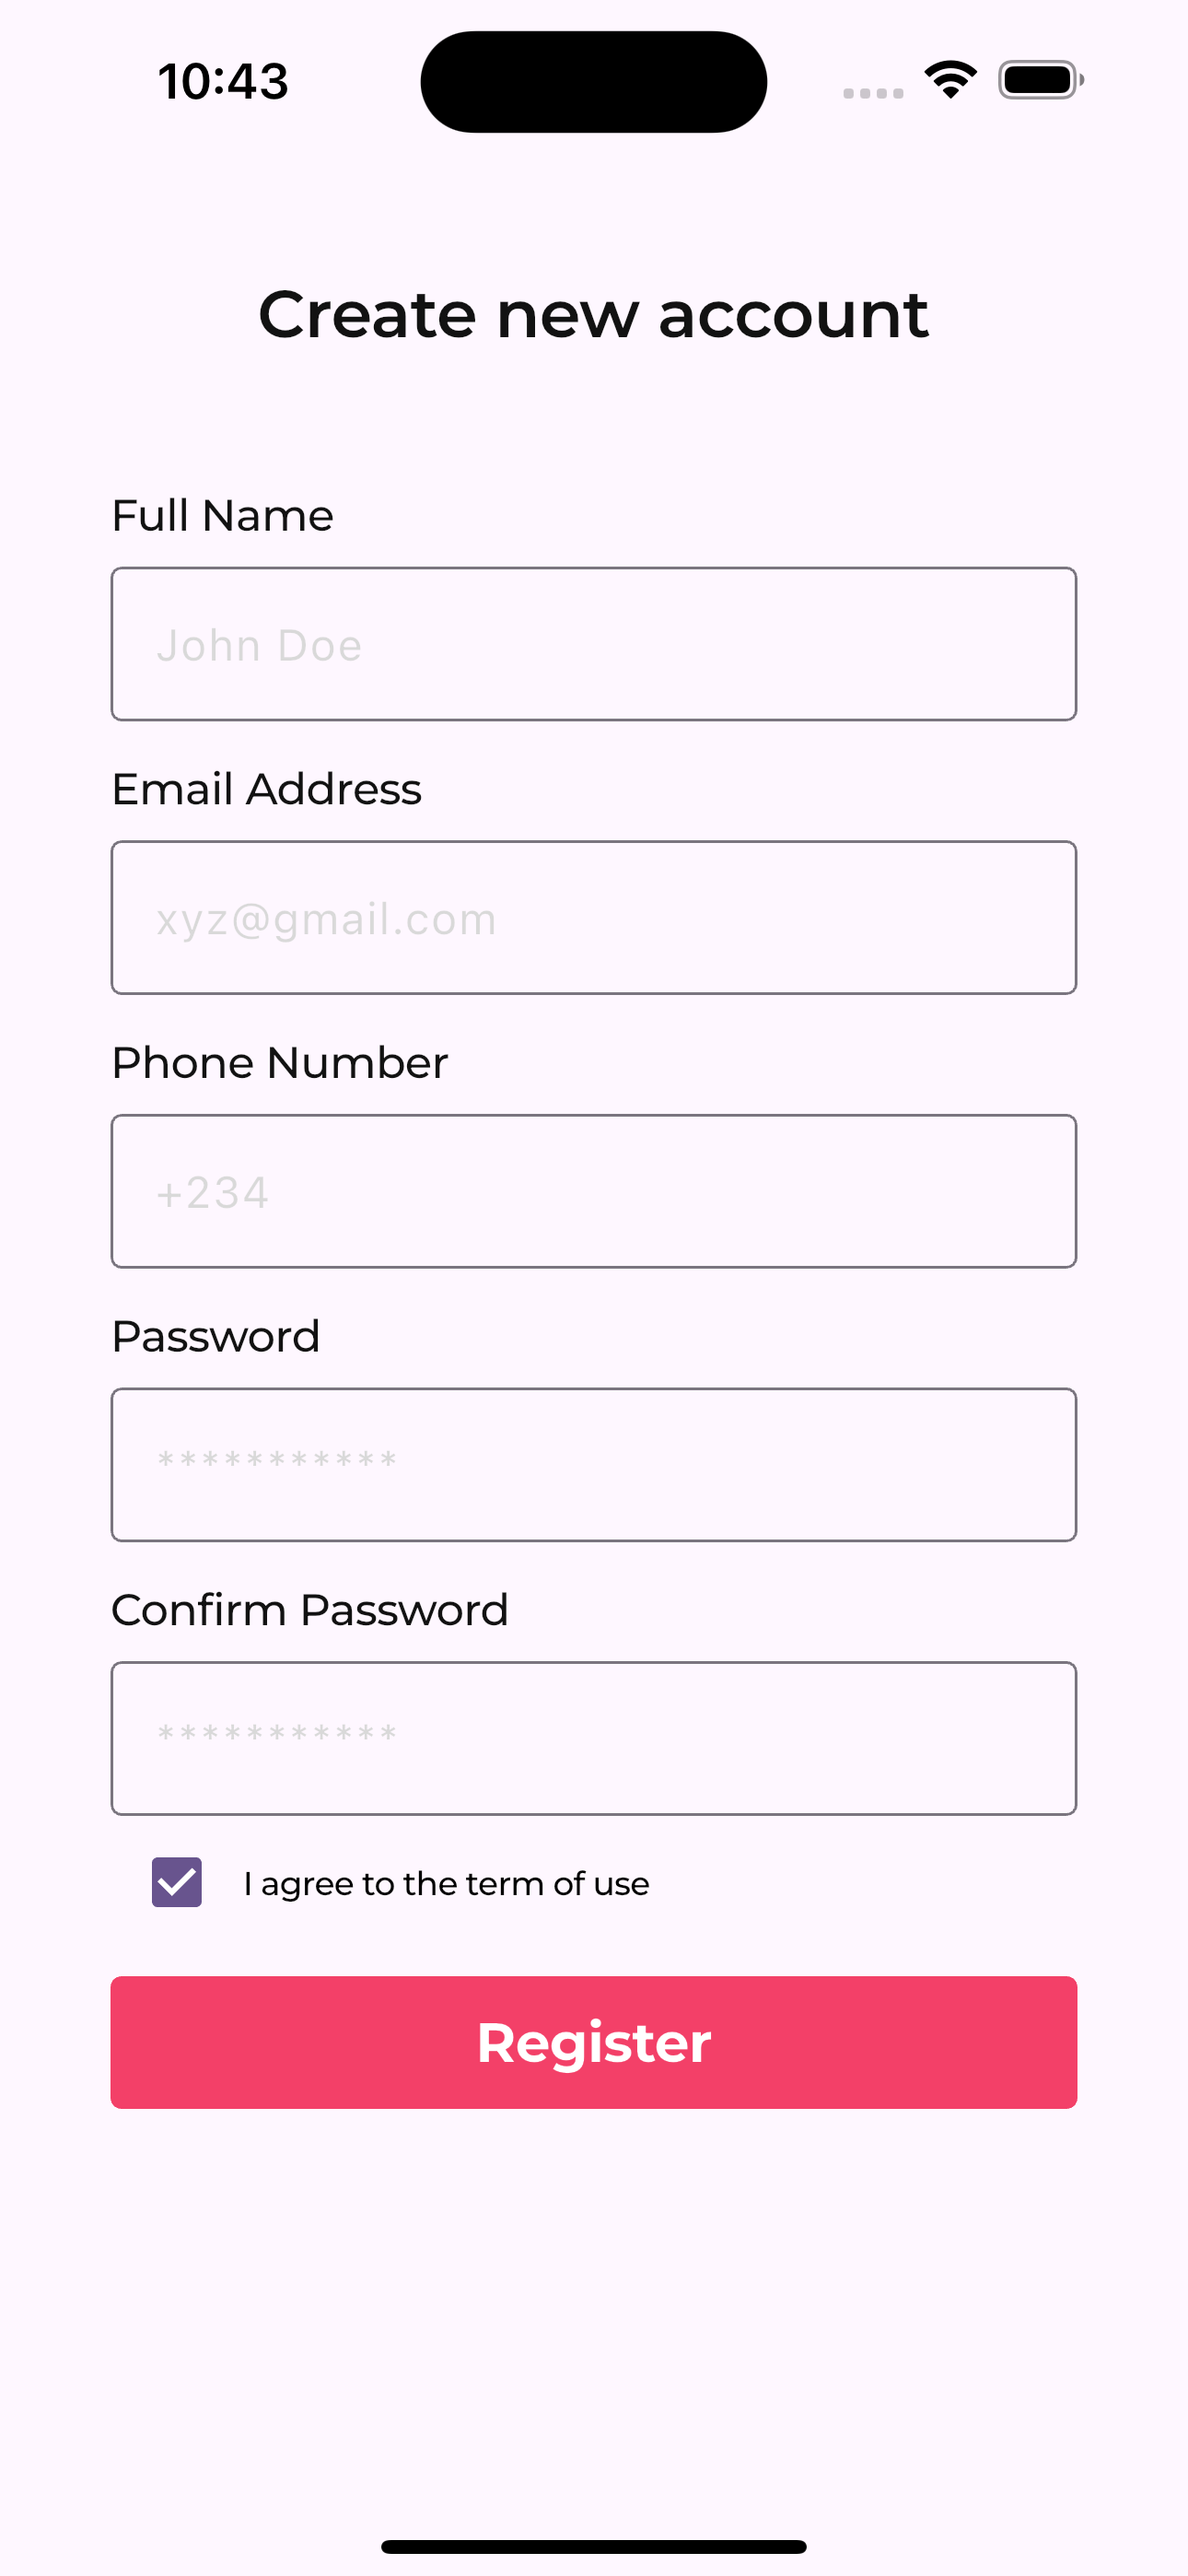 10:43
Create new account
Full Name
John Doe
Email Address
xyz@gmail.com
Phone Number
+234
Password
***********
Confirm Password
***********
I agree to the term of use
Register